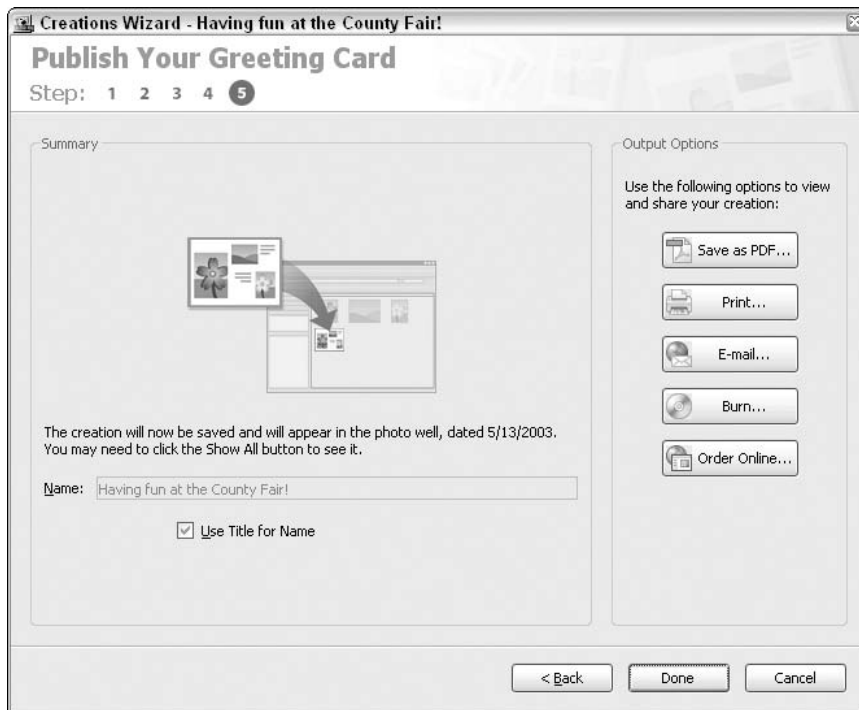 Creations Wizard - Having fun at the County Fair!
Publish Your Greeting Card
Step: 1 2 3 4 5
Summary
The creation will now be saved and will appear in the photo well, dated 5/13/2003.
You may need to click the Show All button to see it.
Name: Having fun at the County Fair!
Use Title for Name
Output Options
Use the following options to view
and share your creation:
Save as PDF...
Print...
E-mail...
Burn...
Order Online...
< Back
Done
Cancel